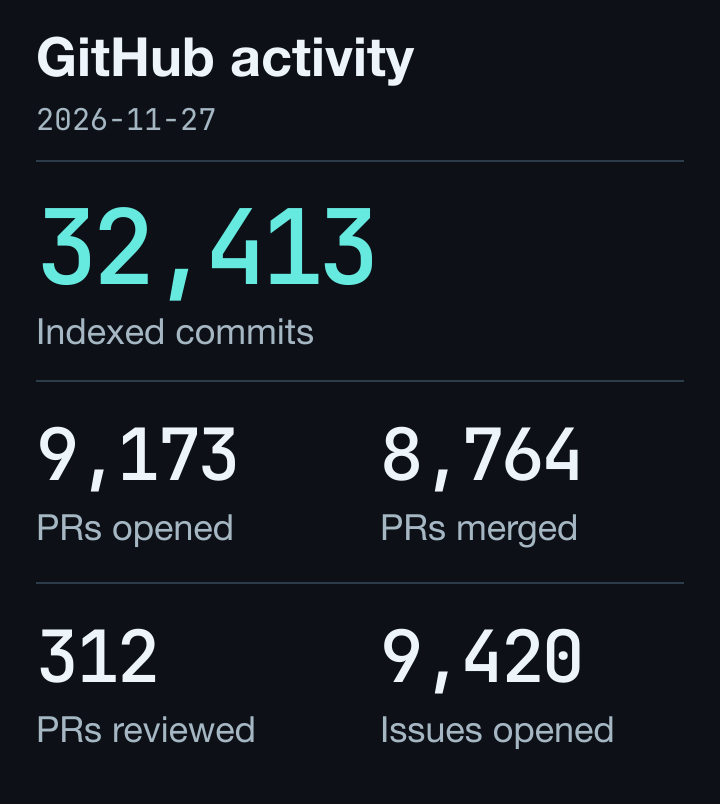 GitHub activity
2026-11-27
32,413
Indexed commits
9,173
PRs opened
8,764
PRs merged
312
PRs reviewed
9,420
Issues opened